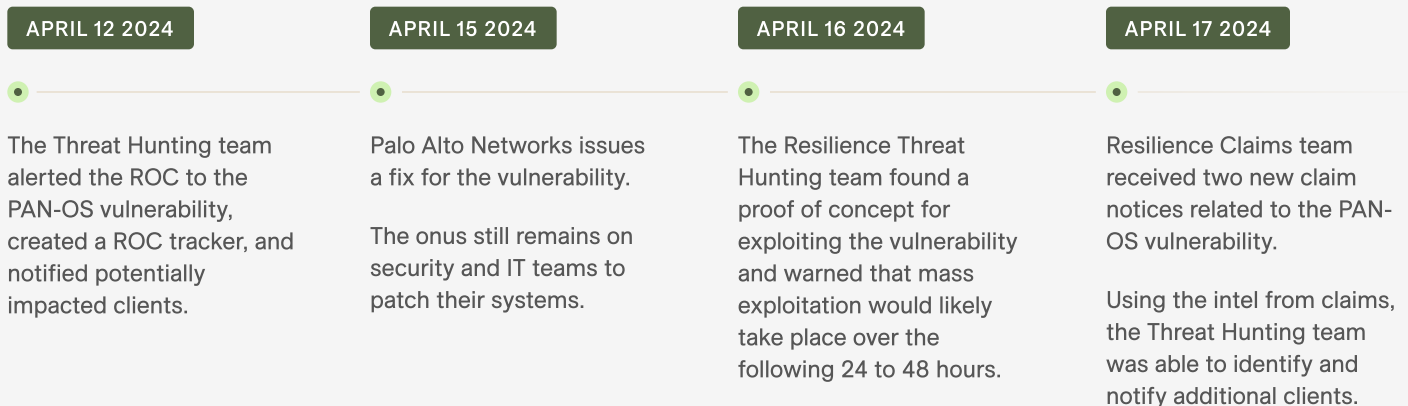 APRIL 12 2024
The Threat Hunting team
alerted the ROC to the
PAN-OS vulnerability,
created a ROC tracker, and
notified potentially
impacted clients.
APRIL 15 2024
Palo Alto Networks issues
a fix for the vulnerability.
The onus still remains on
security and IT teams to
patch their systems.
APRIL 16 2024
The Resilience Threat
Hunting team found a
proof of concept for
exploiting the vulnerability
and warned that mass
exploitation would likely
take place over the
following 24 to 48 hours.
APRIL 17 2024
Resilience Claims team
received two new claim
notices related to the PAN-
OS vulnerability.
Using the intel from claims,
the Threat Hunting team
was able to identify and
notify additional clients.